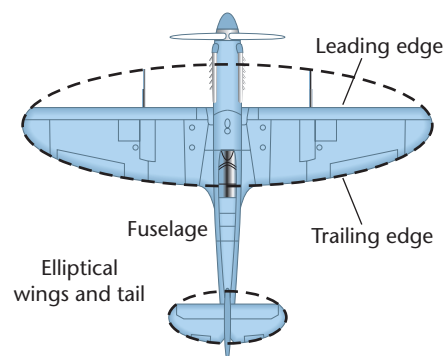 Leading edge
Fuselage
Trailing edge
Elliptical
wings and tail